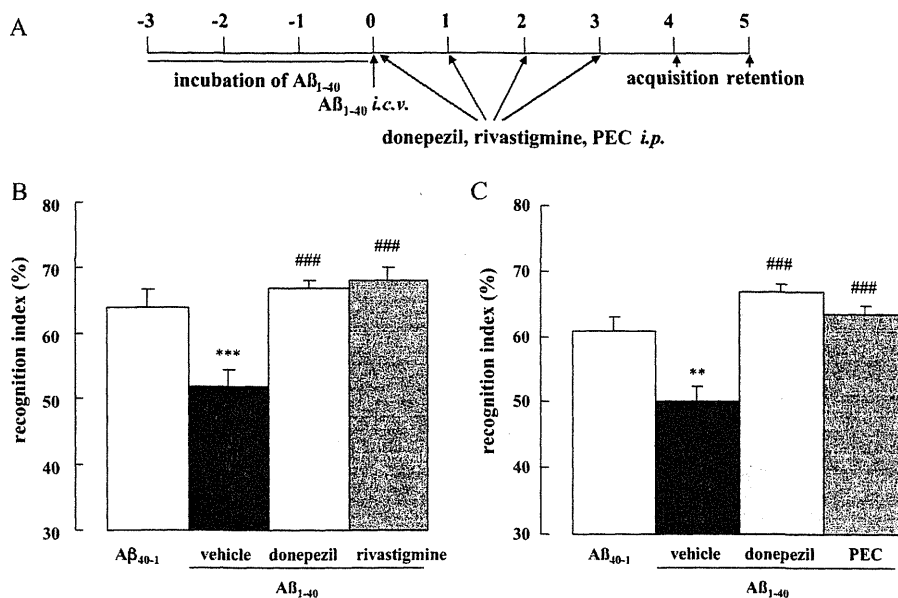 A
-3 -2 -1 0 1 2 3 4 5
incubation of Aß1-40
Aß1-40 i.c.v.
acquisition retention
donepezil, rivastigmine, PEC i.p.
B
recognition index (%)
80
70
60
50
40
30
***
###
###
Aβ40-1 vehicle donepezil rivastigmine
Aß1-40
C
recognition index (%)
80
70
60
50
40
30
**
###
###
Aß40-1 vehicle donepezil PEC
Aß1-40